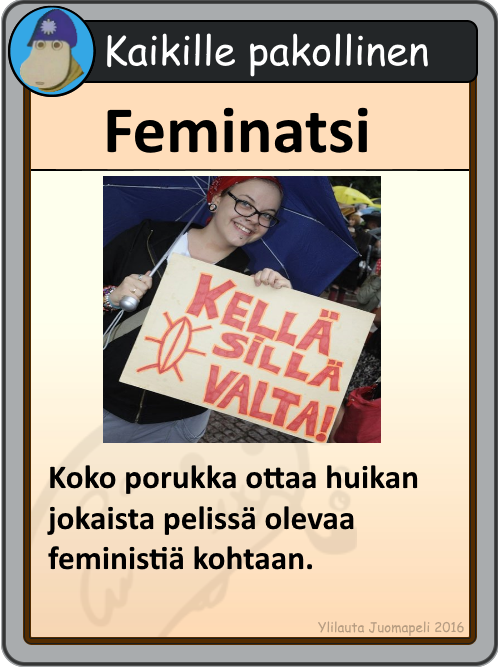 Kaikille pakollinen
Feminatsi
KELLÄ
SILLÄ
VALTA!
Koko porukka ottaa huikan
jokaista pelissä olevaa
feministiä kohtaan.
Ylilauta Juomapeli 2016